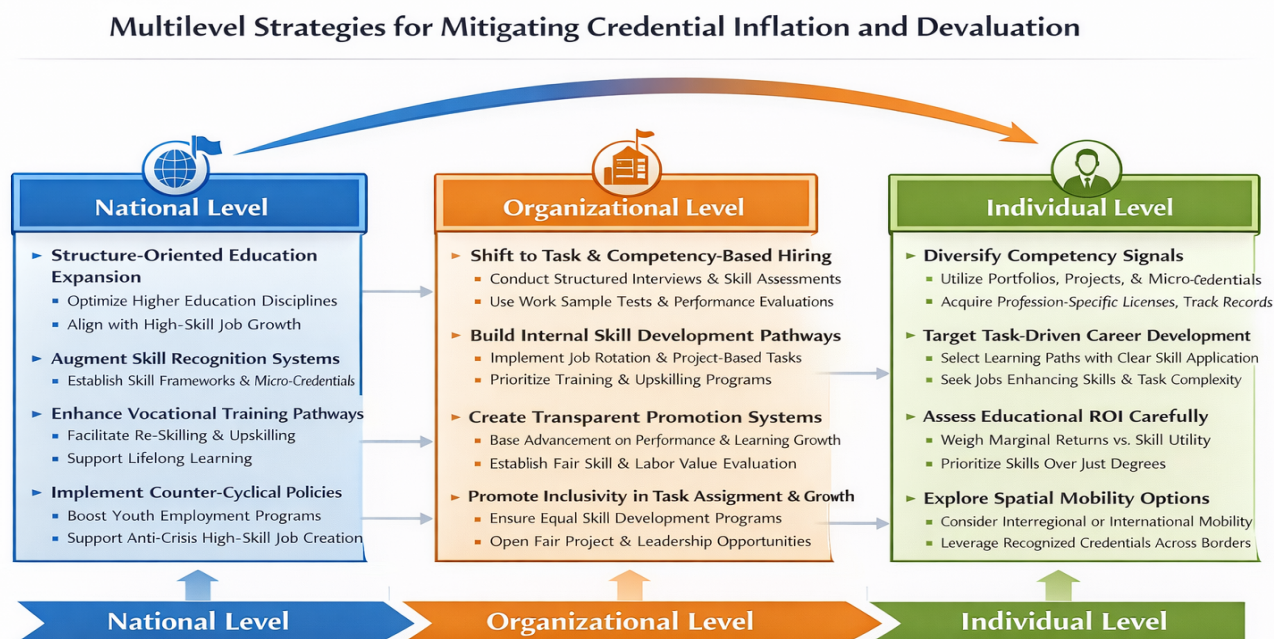 Multilevel Strategies for Mitigating Credential Inflation and Devaluation
National Level
► Structure-Oriented Education
Expansion
▪ Optimize Higher Education Disciplines
▪ Align with High-Skill Job Growth
► Augment Skill Recognition Systems
▪ Establish Skill Frameworks & Micro-Credentials
► Enhance Vocational Training Pathways
▪ Facilitate Re-Skilling & Upskilling
▪ Support Lifelong Learning
► Implement Counter-Cyclical Policies
▪ Boost Youth Employment Programs
▪ Support Anti-Crisis High-Skill Job Creation
Organizational Level
► Shift to Task & Competency-Based Hiring
▪ Conduct Structured Interviews & Skill Assessments
▪ Use Work Sample Tests & Performance Evaluations
► Build Internal Skill Development Pathways
▪ Implement Job Rotation & Project-Based Tasks
▪ Prioritize Training & Upskilling Programs
► Create Transparent Promotion Systems
▪ Base Advancement on Performance & Learning Growth
▪ Establish Fair Skill & Labor Value Evaluation
► Promote Inclusivity in Task Assigment & Growth
▪ Ensure Equal Skill Development Programs
▪ Open Fair Project & Leadership Opportunities
Individual Level
► Diversify Competency Signals
▪ Utilize Portfolios, Projects, & Micro-Gedentials
▪ Acquire Profession-Specific Licenses, Track Records
► Target Task-Driven Career Development
▪ Select Learning Paths with Clear Skill Application
▪ Seek Jobs Enhancing Skills & Task Complexity
► Assess Educational ROI Carefully
▪ Weigh Marginal Returns vs. Skill Utility
▪ Prioritize Skills Over Just Degrees
► Explore Spatial Mobility Options
▪ Consider Interregional or International Mobility
▪ Leverage Recognized Credentials Across Borders
National Level
Organizational Level
Individual Level